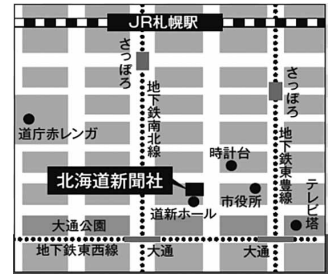 JR札幌駅
さっぽろ
さっぽろ
地下鉄南北線
道庁赤レンガ
時計台
地下鉄東豊線
北海道新聞社
市役所
道新ホール
テレビ塔
大通公園
地下鉄東西線
大通
大通